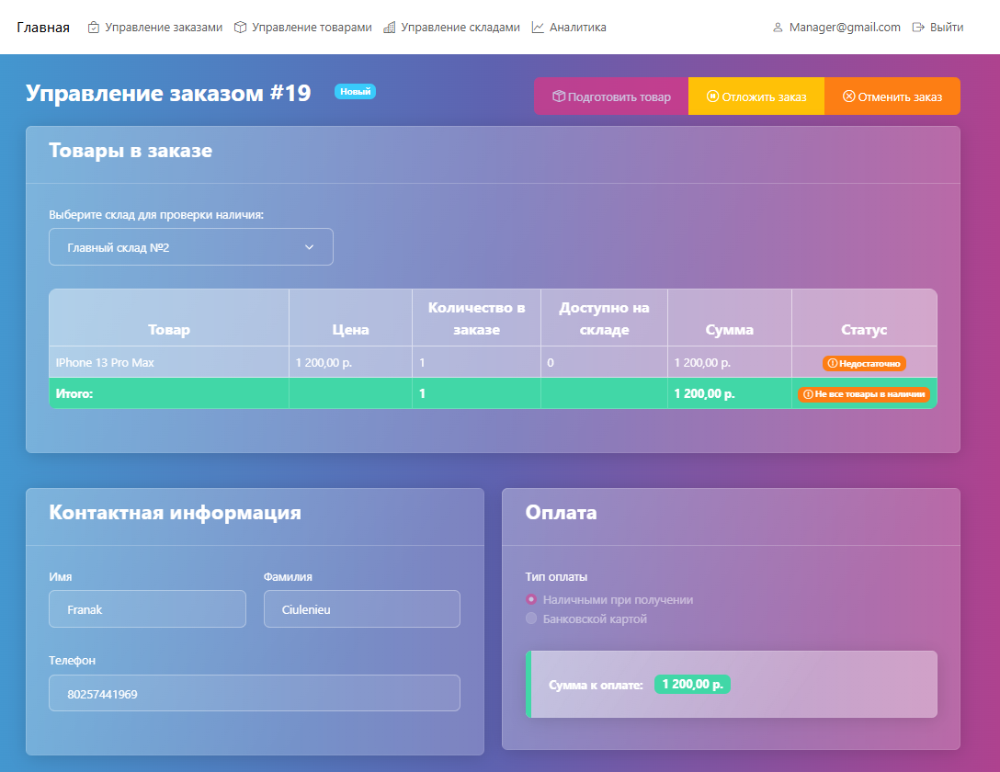 Главная Управление заказами Управление товарами Управление складами Аналитика Manager@gmail.com Выйти
Управление заказом #19 Новый Подготовить товар Отложить заказ Отменить заказ
Товары в заказе
Выберите склад для проверки наличия:
Главный склад №2
Товар Цена Количество в заказе Доступно на складе Сумма Статус
IPhone 13 Pro Max 1 200,00 р. 1 0 1 200,00 р. Недостаточно
Итого: 1 1 200,00 р. Не все товары в наличии
Контактная информация
Имя Фамилия
Franak Ciulenieu
Телефон
80257441969
Оплата
Тип оплаты
Наличными при получении
Банковской картой
Сумма к оплате: 1 200,00 р.